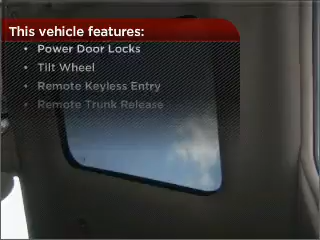 This vehicle features:
• Power Door Locks
• Tilt Wheel
• Remote Keyless Entry
• Remote Trunk Release